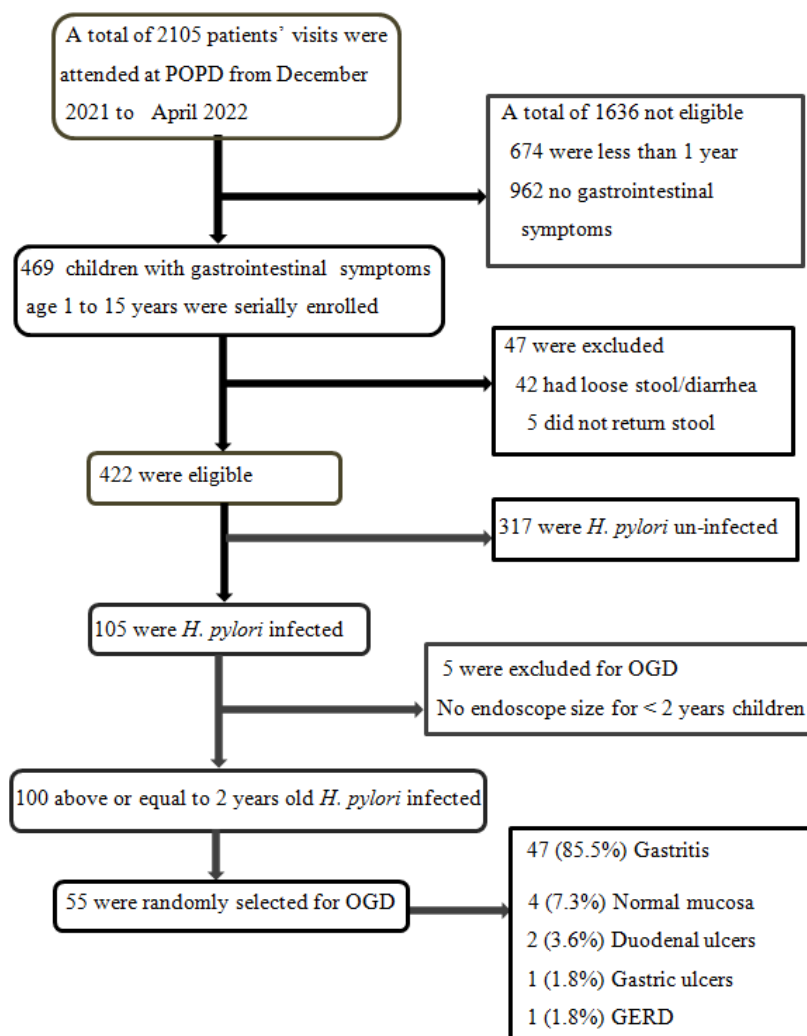 A total of 2105 patients’ visits were
attended at POPD from December
2021 to April 2022
A total of 1636 not eligible
674 were less than 1 year
962 no gastrointestinal
symptoms
469 children with gastrointestinal symptoms
age 1 to 15 years were serially enrolled
47 were excluded
42 had loose stool/diarrhea
5 did not return stool
422 were eligible
317 were H. pylori un-infected
105 were H. pylori infected
5 were excluded for OGD
No endoscope size for < 2 years children
100 above or equal to 2 years old H. pylori infected
55 were randomly selected for OGD
47 (85.5%) Gastritis
4 (7.3%) Normal mucosa
2 (3.6%) Duodenal ulcers
1 (1.8%) Gastric ulcers
1 (1.8%) GERD